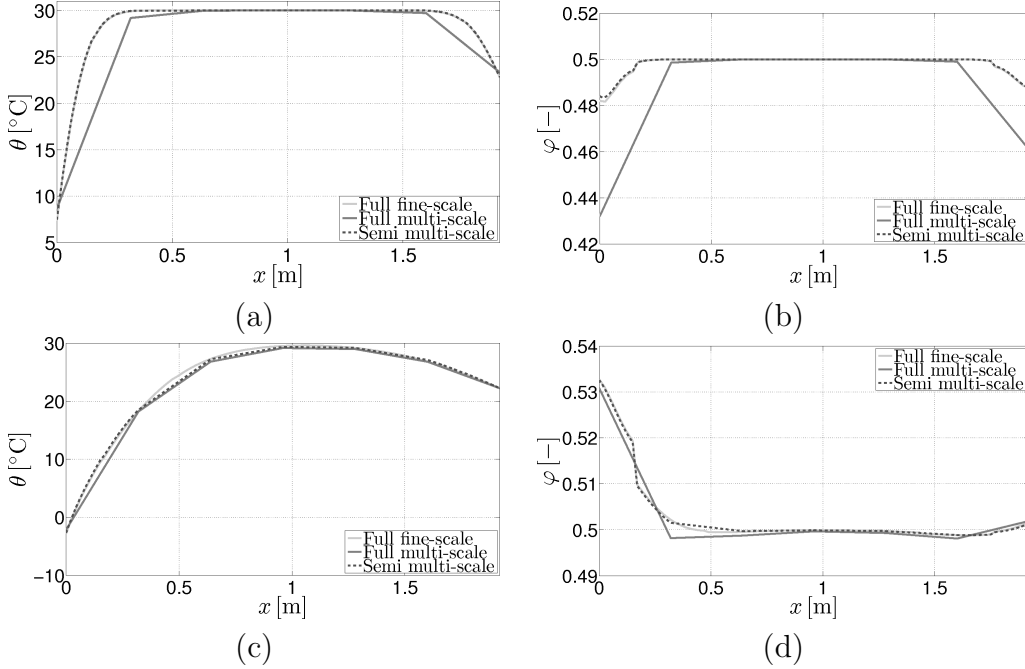 30
25
20
15
10
5
θ [°C]
Full fine-scale
Full multi-scale
Semi multi-scale
0 0.5 1 1.5
x [m]
(a)
0.52
0.5
0.48
0.46
0.44
0.42
φ [−]
Full fine-scale
Full multi-scale
Semi multi-scale
0 0.5 1 1.5
x [m]
(b)
30
20
10
0
−10
θ [°C]
Full fine-scale
Full multi-scale
Semi multi-scale
0 0.5 1 1.5
x [m]
(c)
0.54
0.53
0.52
0.51
0.5
0.49
φ [−]
Full fine-scale
Full multi-scale
Semi multi-scale
0 0.5 1 1.5
x [m]
(d)